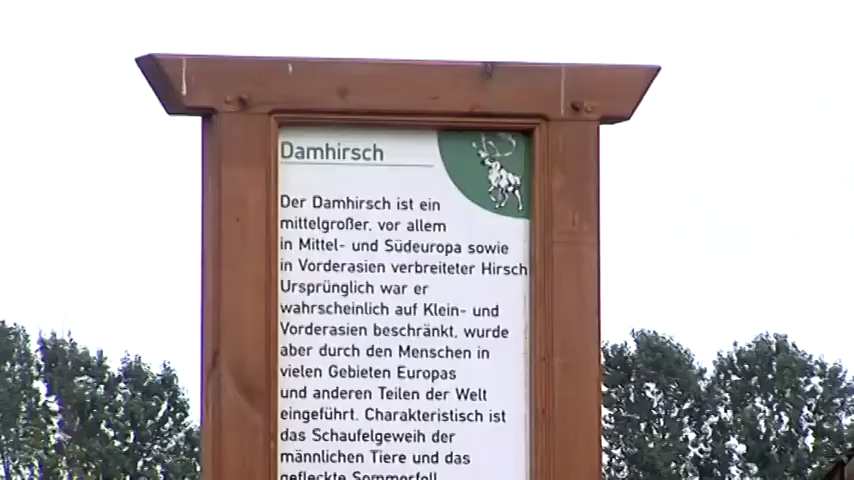 Damhirsch
Der Damhirsch ist ein
mittelgroßer, vor allem
in Mittel- und Südeuropa sowie
in Vorderasien verbreiteter Hirsch
Ursprünglich war er
wahrscheinlich auf Klein- und
Vorderasien beschränkt, wurde
aber durch den Menschen in
vielen Gebieten Europas
und anderen Teilen der Welt
eingeführt. Charakteristisch ist
das Schaufelgeweih der
männlichen Tiere und das
gefleckte Sommerfell